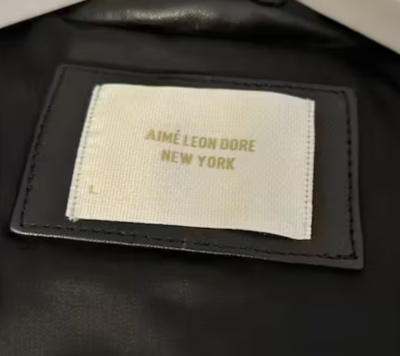 AIMÉ LEON DORE
NEW YORK
L